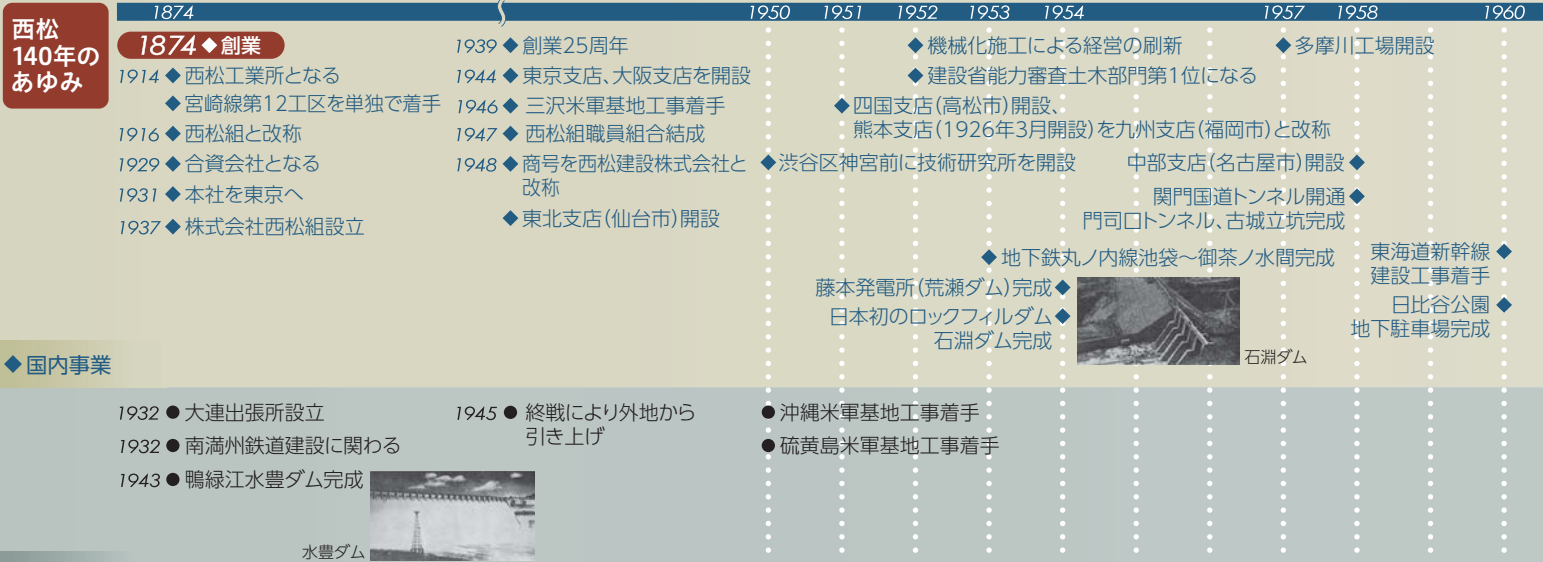 西松
140年の
あゆみ
1874 1950 1951 1952 1953 1954 1957 1958 1960
1874◆創業
1914◆西松工業所となる
◆宮崎線第12工区を単独で着手
1916◆西松組と改称
1929◆合資会社となる
1931◆本社を東京へ
1937◆株式会社西松組設立
1939◆創業25周年
1944◆東京支店、大阪支店を開設
1946◆三沢米軍基地工事着手
1947◆西松組職員組合結成
1948◆商号を西松建設株式会社と
改称
◆東北支店(仙台市)開設
◆機械化施工による経営の刷新
◆建設省能力審査土木部門第1位になる
◆四国支店(高松市)開設、
熊本支店(1926年3月開設)を九州支店(福岡市)と改称
◆渋谷区神宮前に技術研究所を開設
◆多摩川工場開設
中部支店(名古屋市)開設◆
関門国道トンネル開通◆
門司口トンネル、古城立坑完成
◆地下鉄丸ノ内線池袋〜御茶ノ水間完成
藤本発電所(荒瀬ダム)完成◆
日本初のロックフィルダム◆
石淵ダム完成
石淵ダム
東海道新幹線◆
建設工事着手
日比谷公園◆
地下駐車場完成
◆国内事業
1932●大連出張所設立
1932●南満州鉄道建設に関わる
1943●鴨緑江水豊ダム完成
水豊ダム
1945●終戦により外地から
引き上げ
●沖縄米軍基地工事着手
●硫黄島米軍基地工事着手